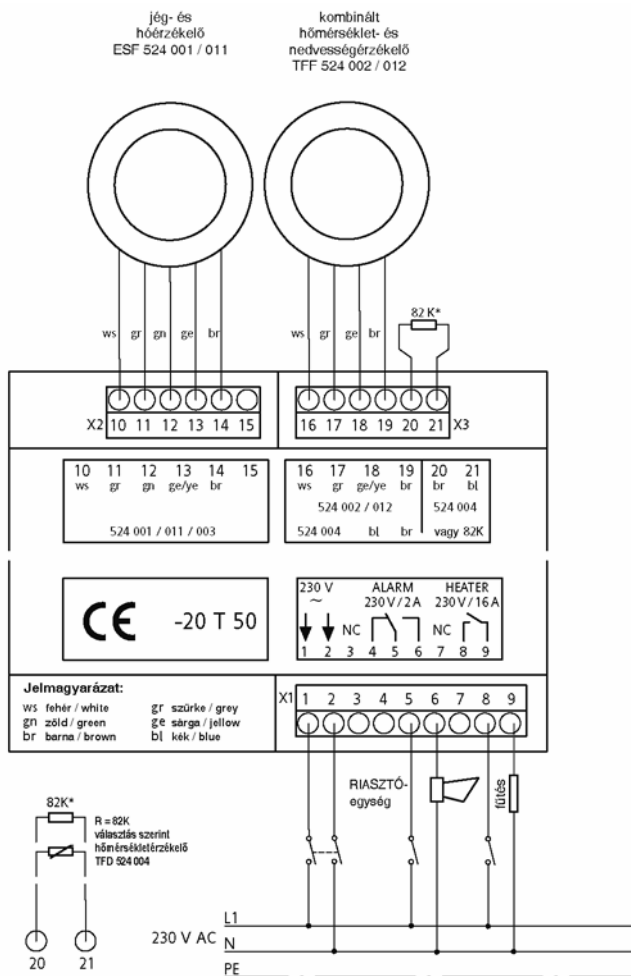 jég- és
hóérzékelő
ESF 524 001 / 011
kombinált
hőmérséklet- és
nedvességérzékelő
TFF 524 002 / 012
ws gr gn ge br
ws gr ge br
82 K*
X2 10 11 12 13 14 15
16 17 18 19 20 21 X3
10 11 12 13 14 15
ws gr gn ge/ye br
524 001 / 011 / 003
16 17 18 19 20 21
ws gr ge/ye br br bl
524 002 / 012 524 004
524 004 bl br vagy 82K
CE -20 T 50
230 V ALARM HEATER
~ 230 V / 2 A 230 V / 16 A
NC NC
1 2 3 4 5 6 7 8 9
Jelmagyarázat:
ws fehér / white gr szürke / grey
gn zöld / green ge sárga / jellow
br barna / brown bl kék / blue
X1 1 2 3 4 5 6 7 8 9
RIASZTÓ-
egység
fűtés
82K*
R = 82K
választás szerint
hőmérsékletérzékelő
TFD 524 004
20 21
230 V AC
L1
N
PE